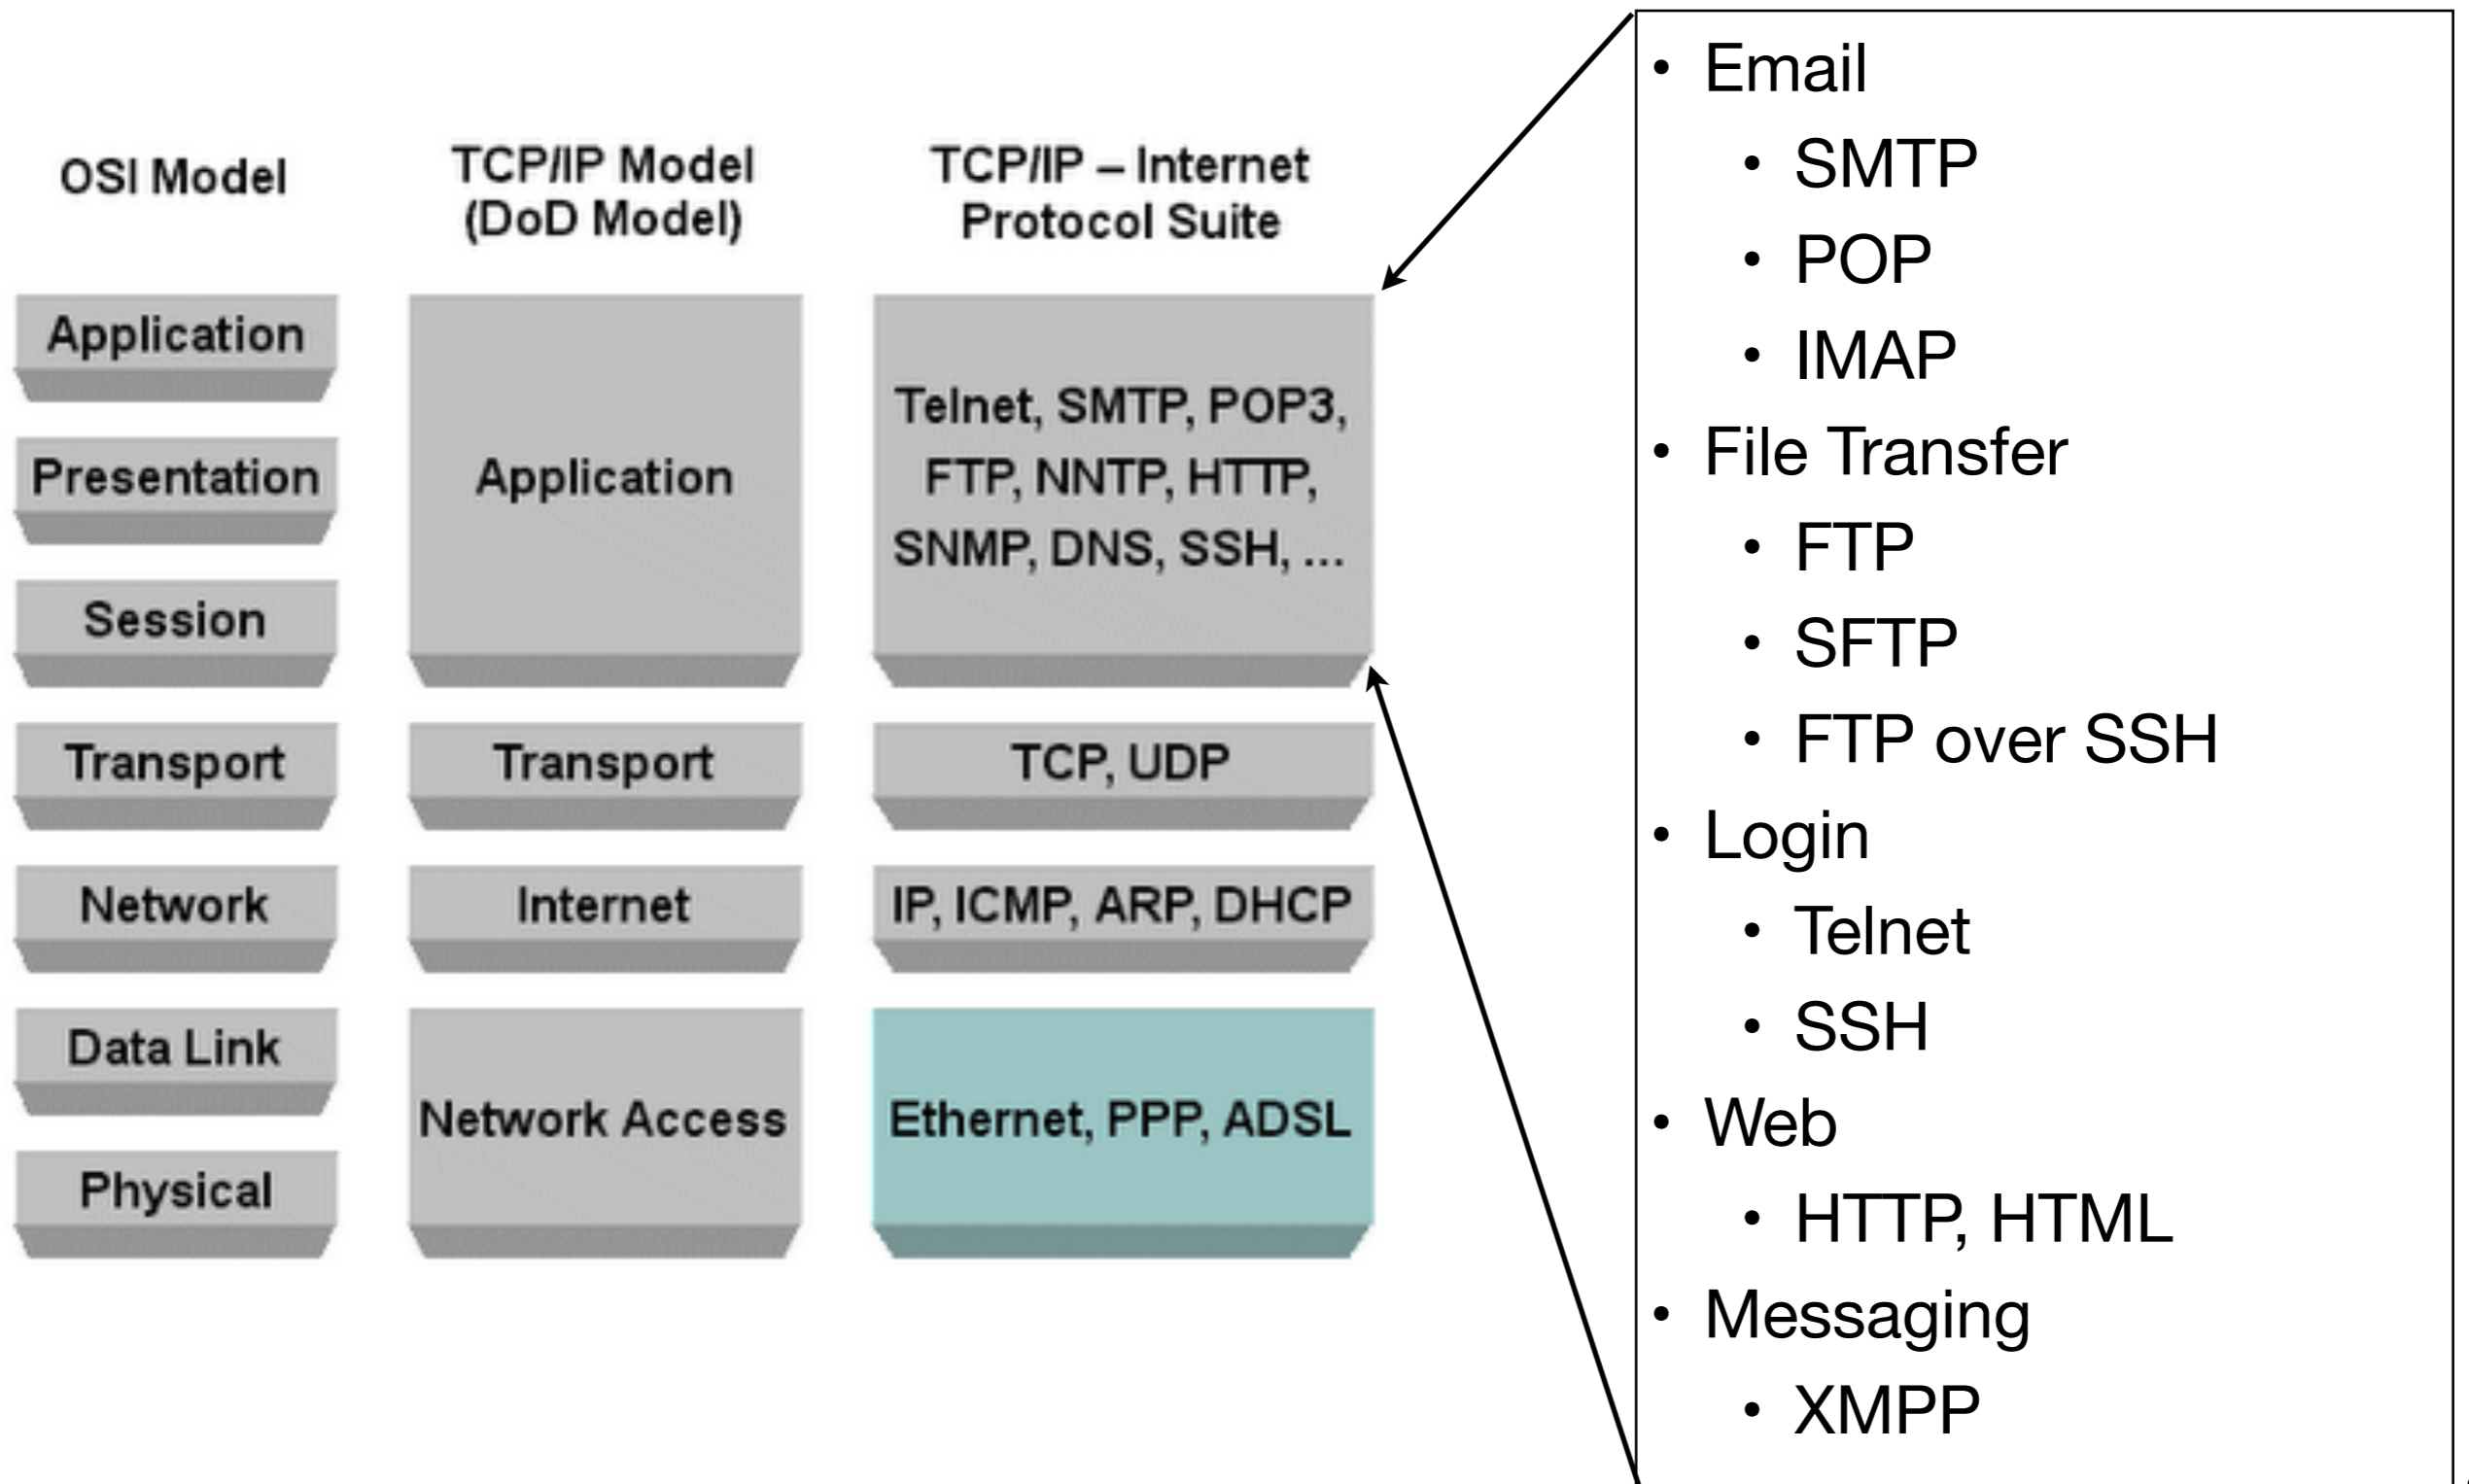 OSI Model
Application
Presentation
Session
Transport
Network
Data Link
Physical
TCP/IP Model
(DoD Model)
Application
Transport
Internet
Network Access
TCP/IP – Internet
Protocol Suite
Telnet, SMTP, POP3,
FTP, NNTP, HTTP,
SNMP, DNS, SSH, ...
TCP, UDP
IP, ICMP, ARP, DHCP
Ethernet, PPP, ADSL
• Email
• SMTP
• POP
• IMAP
• File Transfer
• FTP
• SFTP
• FTP over SSH
• Login
• Telnet
• SSH
• Web
• HTTP, HTML
• Messaging
• XMPP